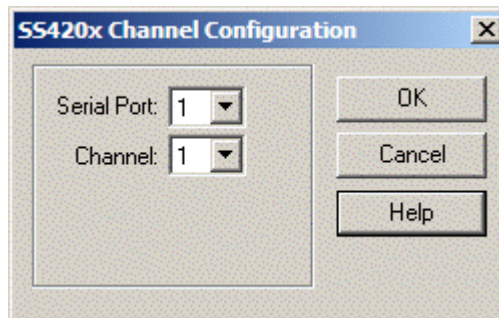 SS420x Channel Configuration
Serial Port: 1
Channel: 1
OK
Cancel
Help